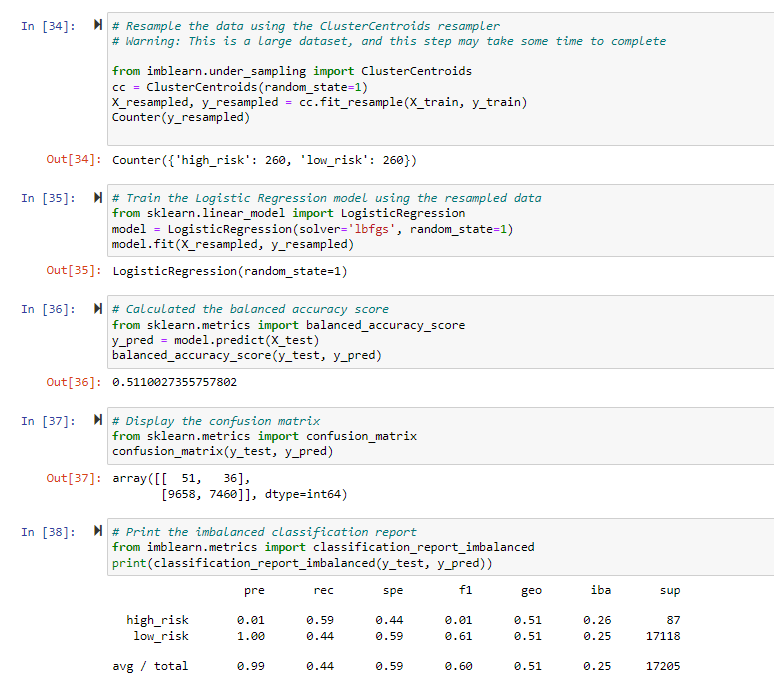 In [34]: # Resample the data using the ClusterCentroids resampler
# Warning: This is a large dataset, and this step may take some time to complete
from imblearn.under_sampling import ClusterCentroids
cc = ClusterCentroids(random_state=1)
X_resampled, y_resampled = cc.fit_resample(X_train, y_train)
Counter(y_resampled)
Out[34]: Counter({'high_risk': 260, 'low_risk': 260})
In [35]: # Train the Logistic Regression model using the resampled data
from sklearn.linear_model import LogisticRegression
model = LogisticRegression(solver='lbfgs', random_state=1)
model.fit(X_resampled, y_resampled)
Out[35]: LogisticRegression(random_state=1)
In [36]: # Calculated the balanced accuracy score
from sklearn.metrics import balanced_accuracy_score
y_pred = model.predict(X_test)
balanced_accuracy_score(y_test, y_pred)
Out[36]: 0.5110027355757802
In [37]: # Display the confusion matrix
from sklearn.metrics import confusion_matrix
confusion_matrix(y_test, y_pred)
Out[37]: array([[  51,   36],
[9658, 7460]], dtype=int64)
In [38]: # Print the imbalanced classification report
from imblearn.metrics import classification_report_imbalanced
print(classification_report_imbalanced(y_test, y_pred))
pre rec spe f1 geo iba sup
high_risk 0.01 0.59 0.44 0.01 0.51 0.26 87
low_risk 1.00 0.44 0.59 0.61 0.51 0.25 17118
avg / total 0.99 0.44 0.59 0.60 0.51 0.25 17205